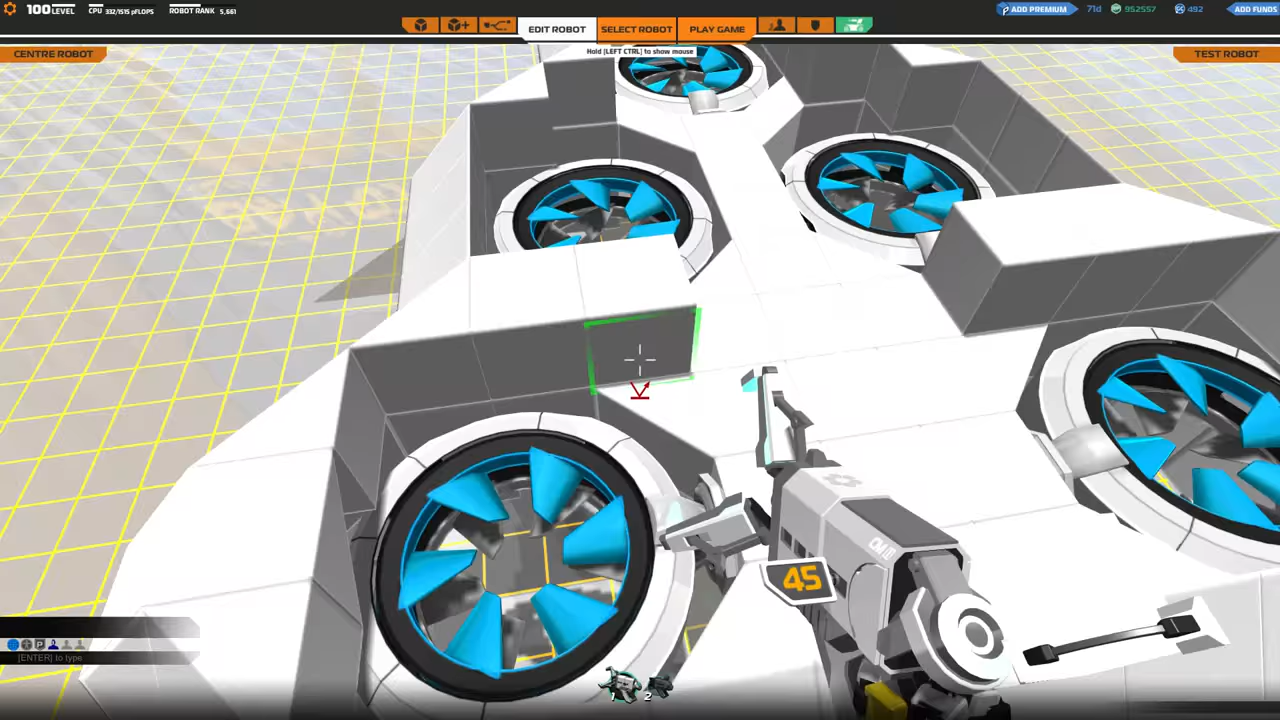 100 LEVEL
CPU 332/1515 pFLOPS
ROBOT RANK 5,661
ADD PREMIUM
71d
952557
492
ADD FUNDS
EDIT ROBOT
SELECT ROBOT
PLAY GAME
CENTRE ROBOT
Hold [LEFT CTRL] to show mouse
TEST ROBOT
45
P
[ENTER] to type
1
2